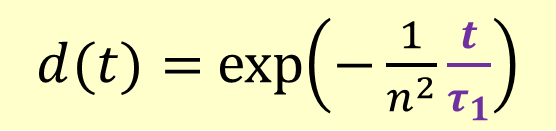 d(t) = exp(− 1/n² t/τ₁)